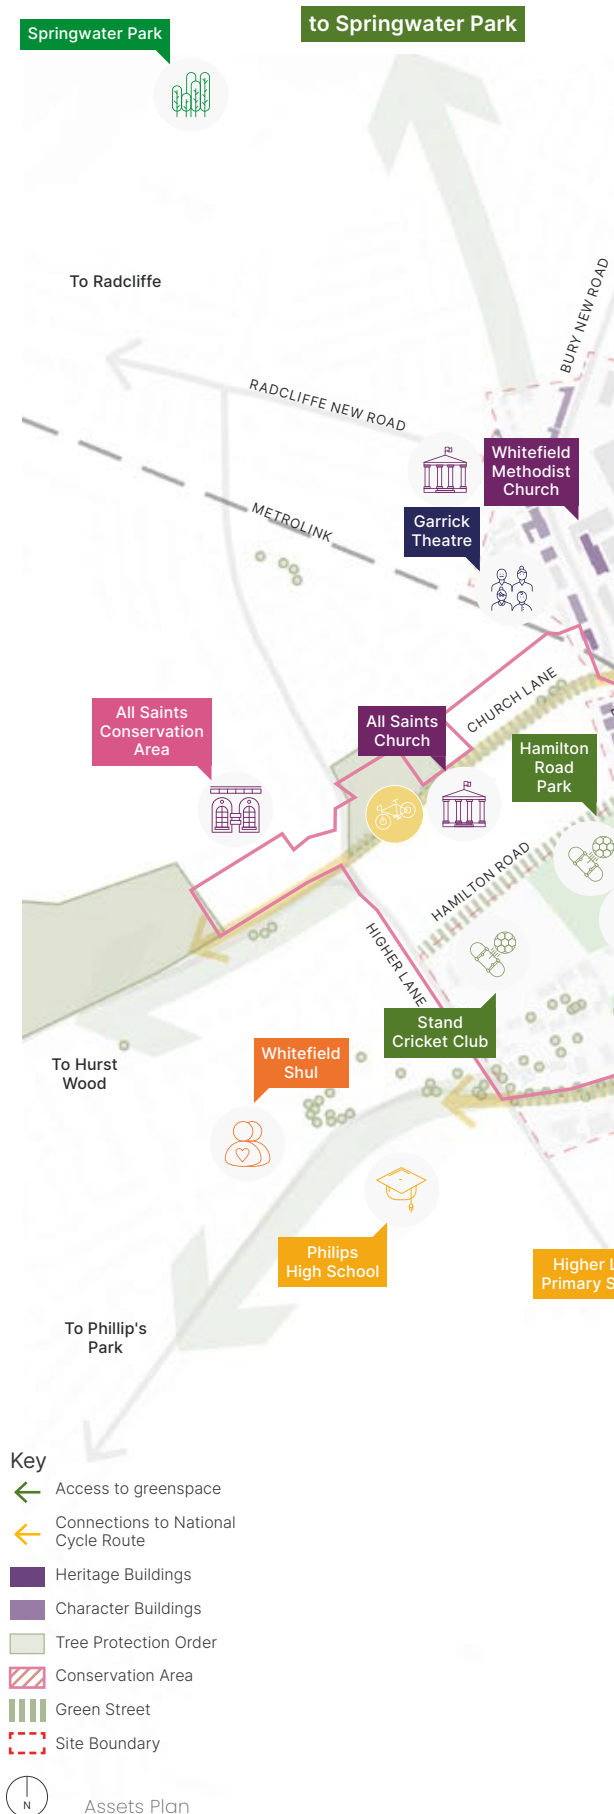 to Springwater Park
Springwater Park
To Radcliffe
BURY NEW ROAD
RADCLIFFE NEW ROAD
Whitefield
Methodist
Church
METROLINK
Garrick
Theatre
CHURCH LANE
All Saints
Conservation
Area
All Saints
Church
Hamilton
Road
Park
HAMILTON ROAD
HIGHER LANE
Stand
Cricket Club
To Hurst
Wood
Whitefield
Shul
Philips
High School
Higher L
Primary S
To Phillip's
Park
Key
Access to greenspace
Connections to National
Cycle Route
Heritage Buildings
Character Buildings
Tree Protection Order
Conservation Area
Green Street
Site Boundary
N
Assets Plan